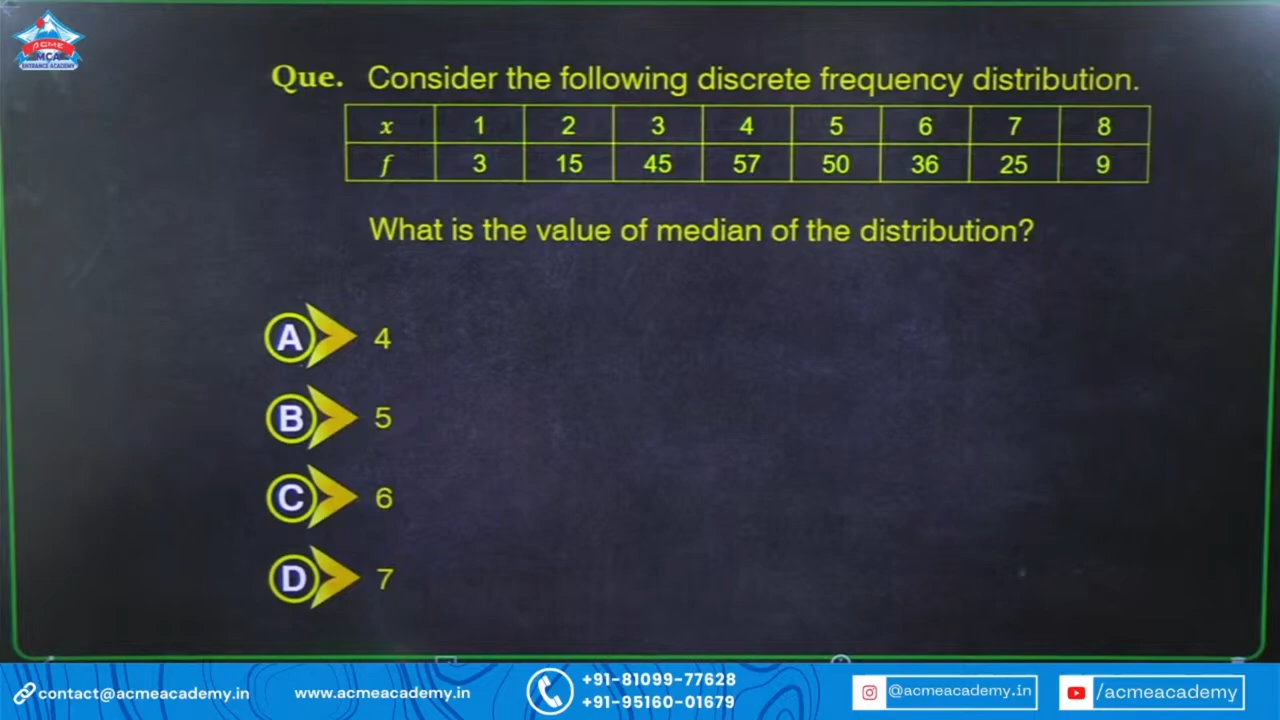 ACME
MCA
ENTRANCE ACADEMY
Que. Consider the following discrete frequency distribution.
x 1 2 3 4 5 6 7 8
f 3 15 45 57 50 36 25 9
What is the value of median of the distribution?
A 4
B 5
C 6
D 7
contact@acmeacademy.in www.acmeacademy.in +91-81099-77628 @acmeacademy.in /acmeacademy
+91-95160-01679